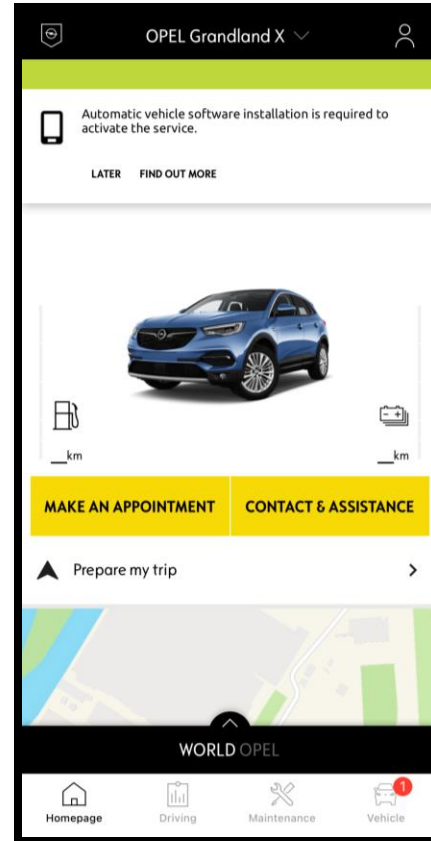 OPEL Grandland X
Automatic vehicle software installation is required to
activate the service.
LATER FIND OUT MORE
__km
__km
MAKE AN APPOINTMENT
CONTACT & ASSISTANCE
Prepare my trip
WORLD OPEL
1
Homepage Driving Maintenance Vehicle